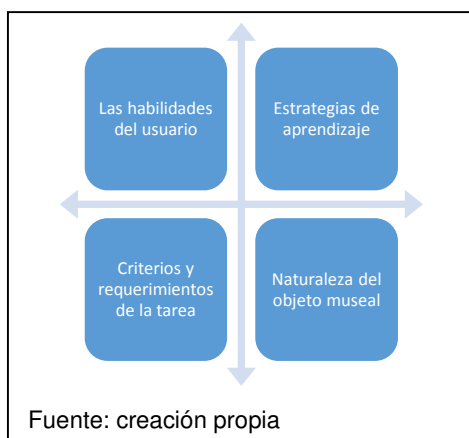 Las habilidades
del usuario
Estrategias de
aprendizaje
Criterios y
requerimientos
de la tarea
Naturaleza del
objeto museal
Fuente: creación propia